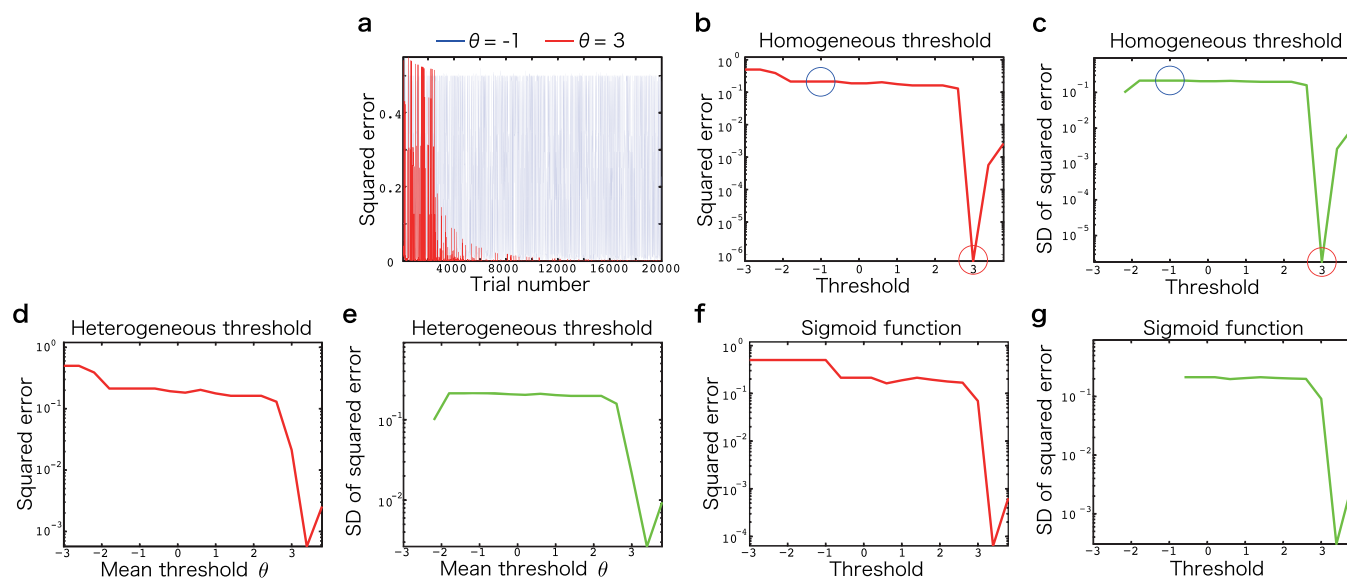 a
θ = -1 θ = 3
Squared error
0.4
0.2
0
4000 8000 12000 16000 20000
Trial number
b
Homogeneous threshold
Squared error
10^0
10^-1
10^-2
10^-3
10^-4
10^-5
10^-6
−3 −2 −1 0 1 2 3
Threshold
c
Homogeneous threshold
SD of squared error
10^-1
10^-2
10^-3
10^-4
10^-5
−3 −2 −1 0 1 2 3
Threshold
d
Heterogeneous threshold
Squared error
10^0
10^-1
10^-2
10^-3
−3 −2 −1 0 1 2 3
Mean threshold θ
e
Heterogeneous threshold
SD of squared error
10^-1
10^-2
−3 −2 −1 0 1 2 3
Mean threshold θ
f
Sigmoid function
Squared error
10^0
10^-1
10^-2
10^-3
10^-4
−3 −2 −1 0 1 2 3
Threshold
g
Sigmoid function
SD of squared error
10^-1
10^-2
10^-3
−3 −2 −1 0 1 2 3
Threshold